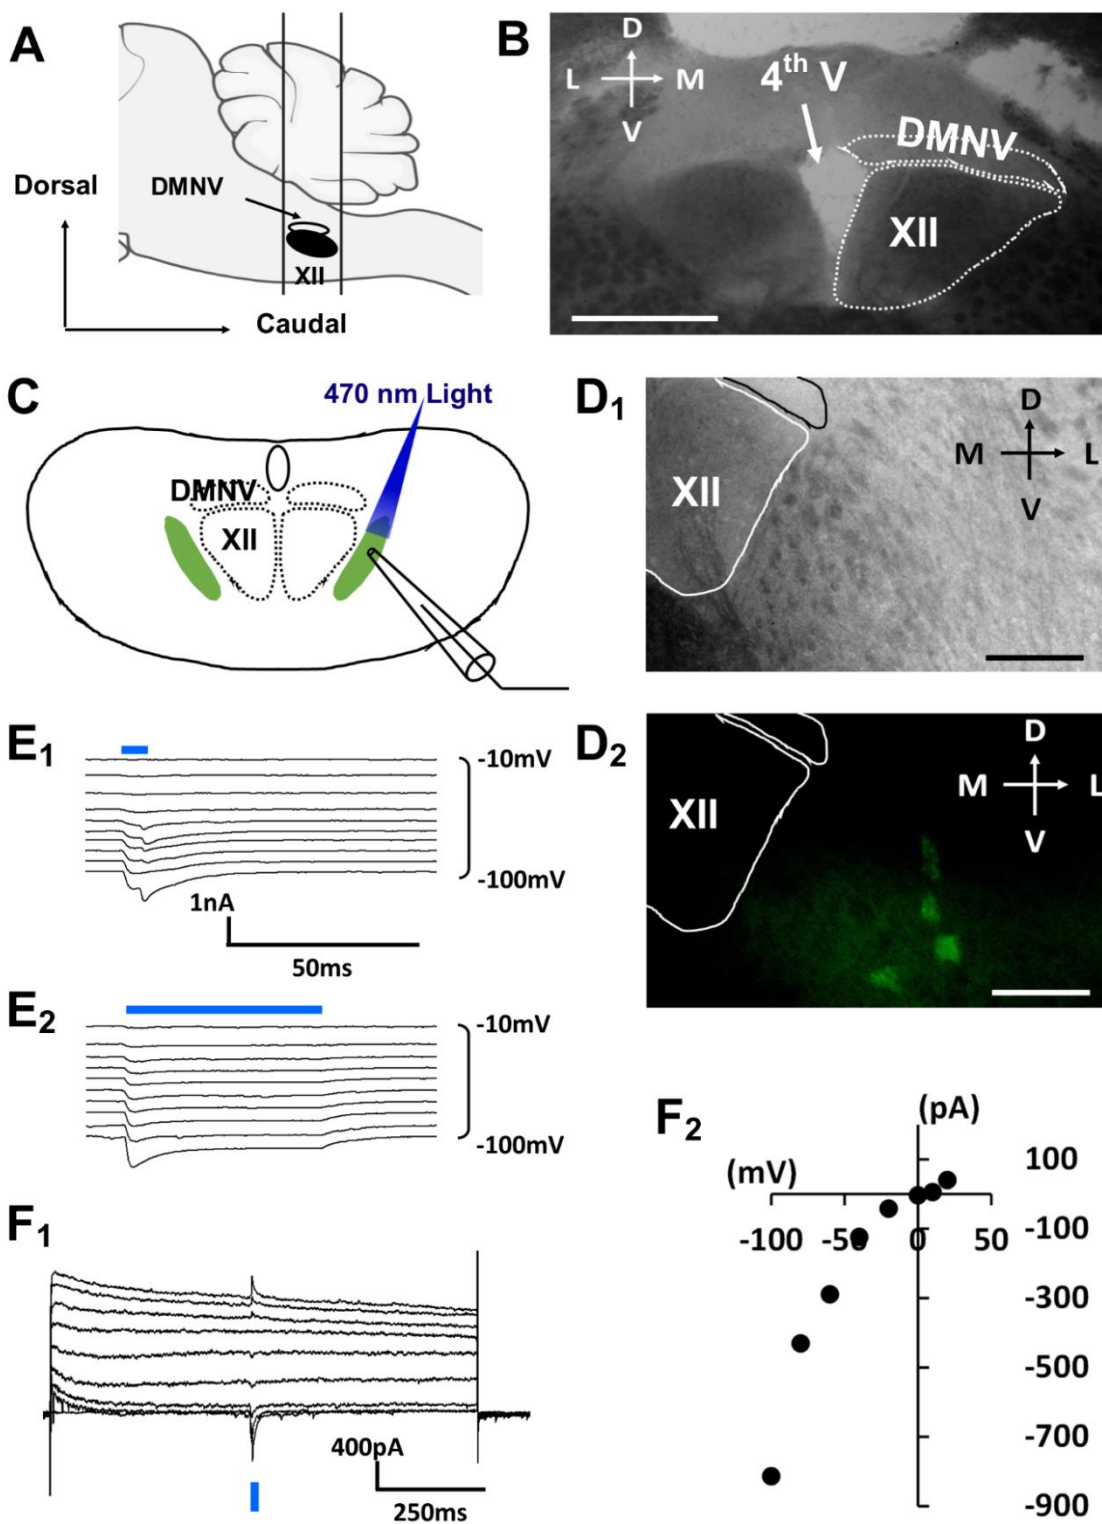 A
Dorsal
DMNV
XII
Caudal
B
D
L M
V
4th V
DMNV
XII
C
470 nm Light
DMNV
XII
D1
XII
D
M L
V
D2
XII
D
M L
V
E1
-10mV
-100mV
1nA
50ms
E2
-10mV
-100mV
F1
400pA
250ms
F2
(pA)
(mV)
100
-100 -50 0 50
-100
-300
-500
-700
-900